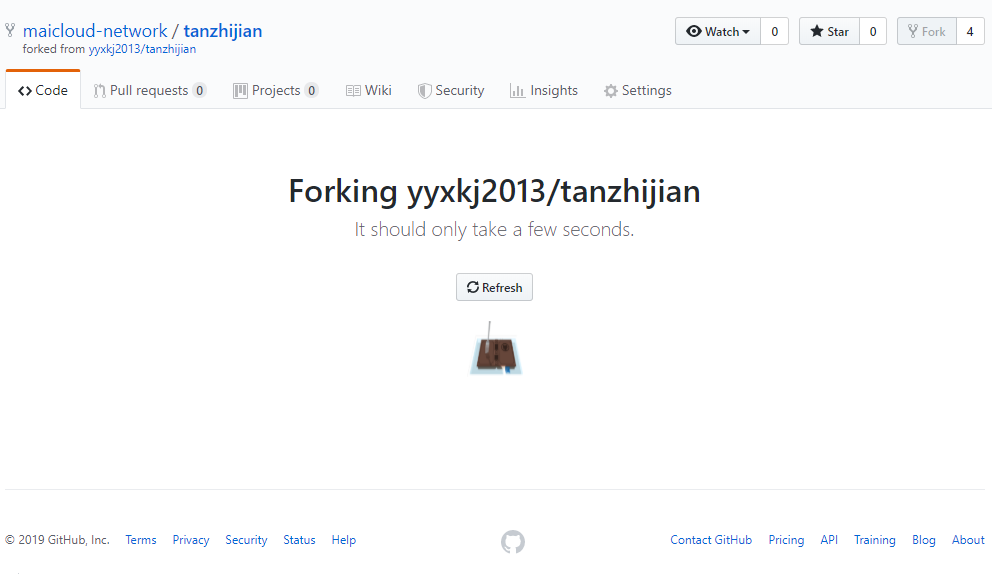 maicloud-network / tanzhijian
Watch 0 Star 0 Fork 4
forked from yyxkj2013/tanzhijian
Code Pull requests 0 Projects 0 Wiki Security Insights Settings
Forking yyxkj2013/tanzhijian
It should only take a few seconds.
Refresh
© 2019 GitHub, Inc. Terms Privacy Security Status Help Contact GitHub Pricing API Training Blog About